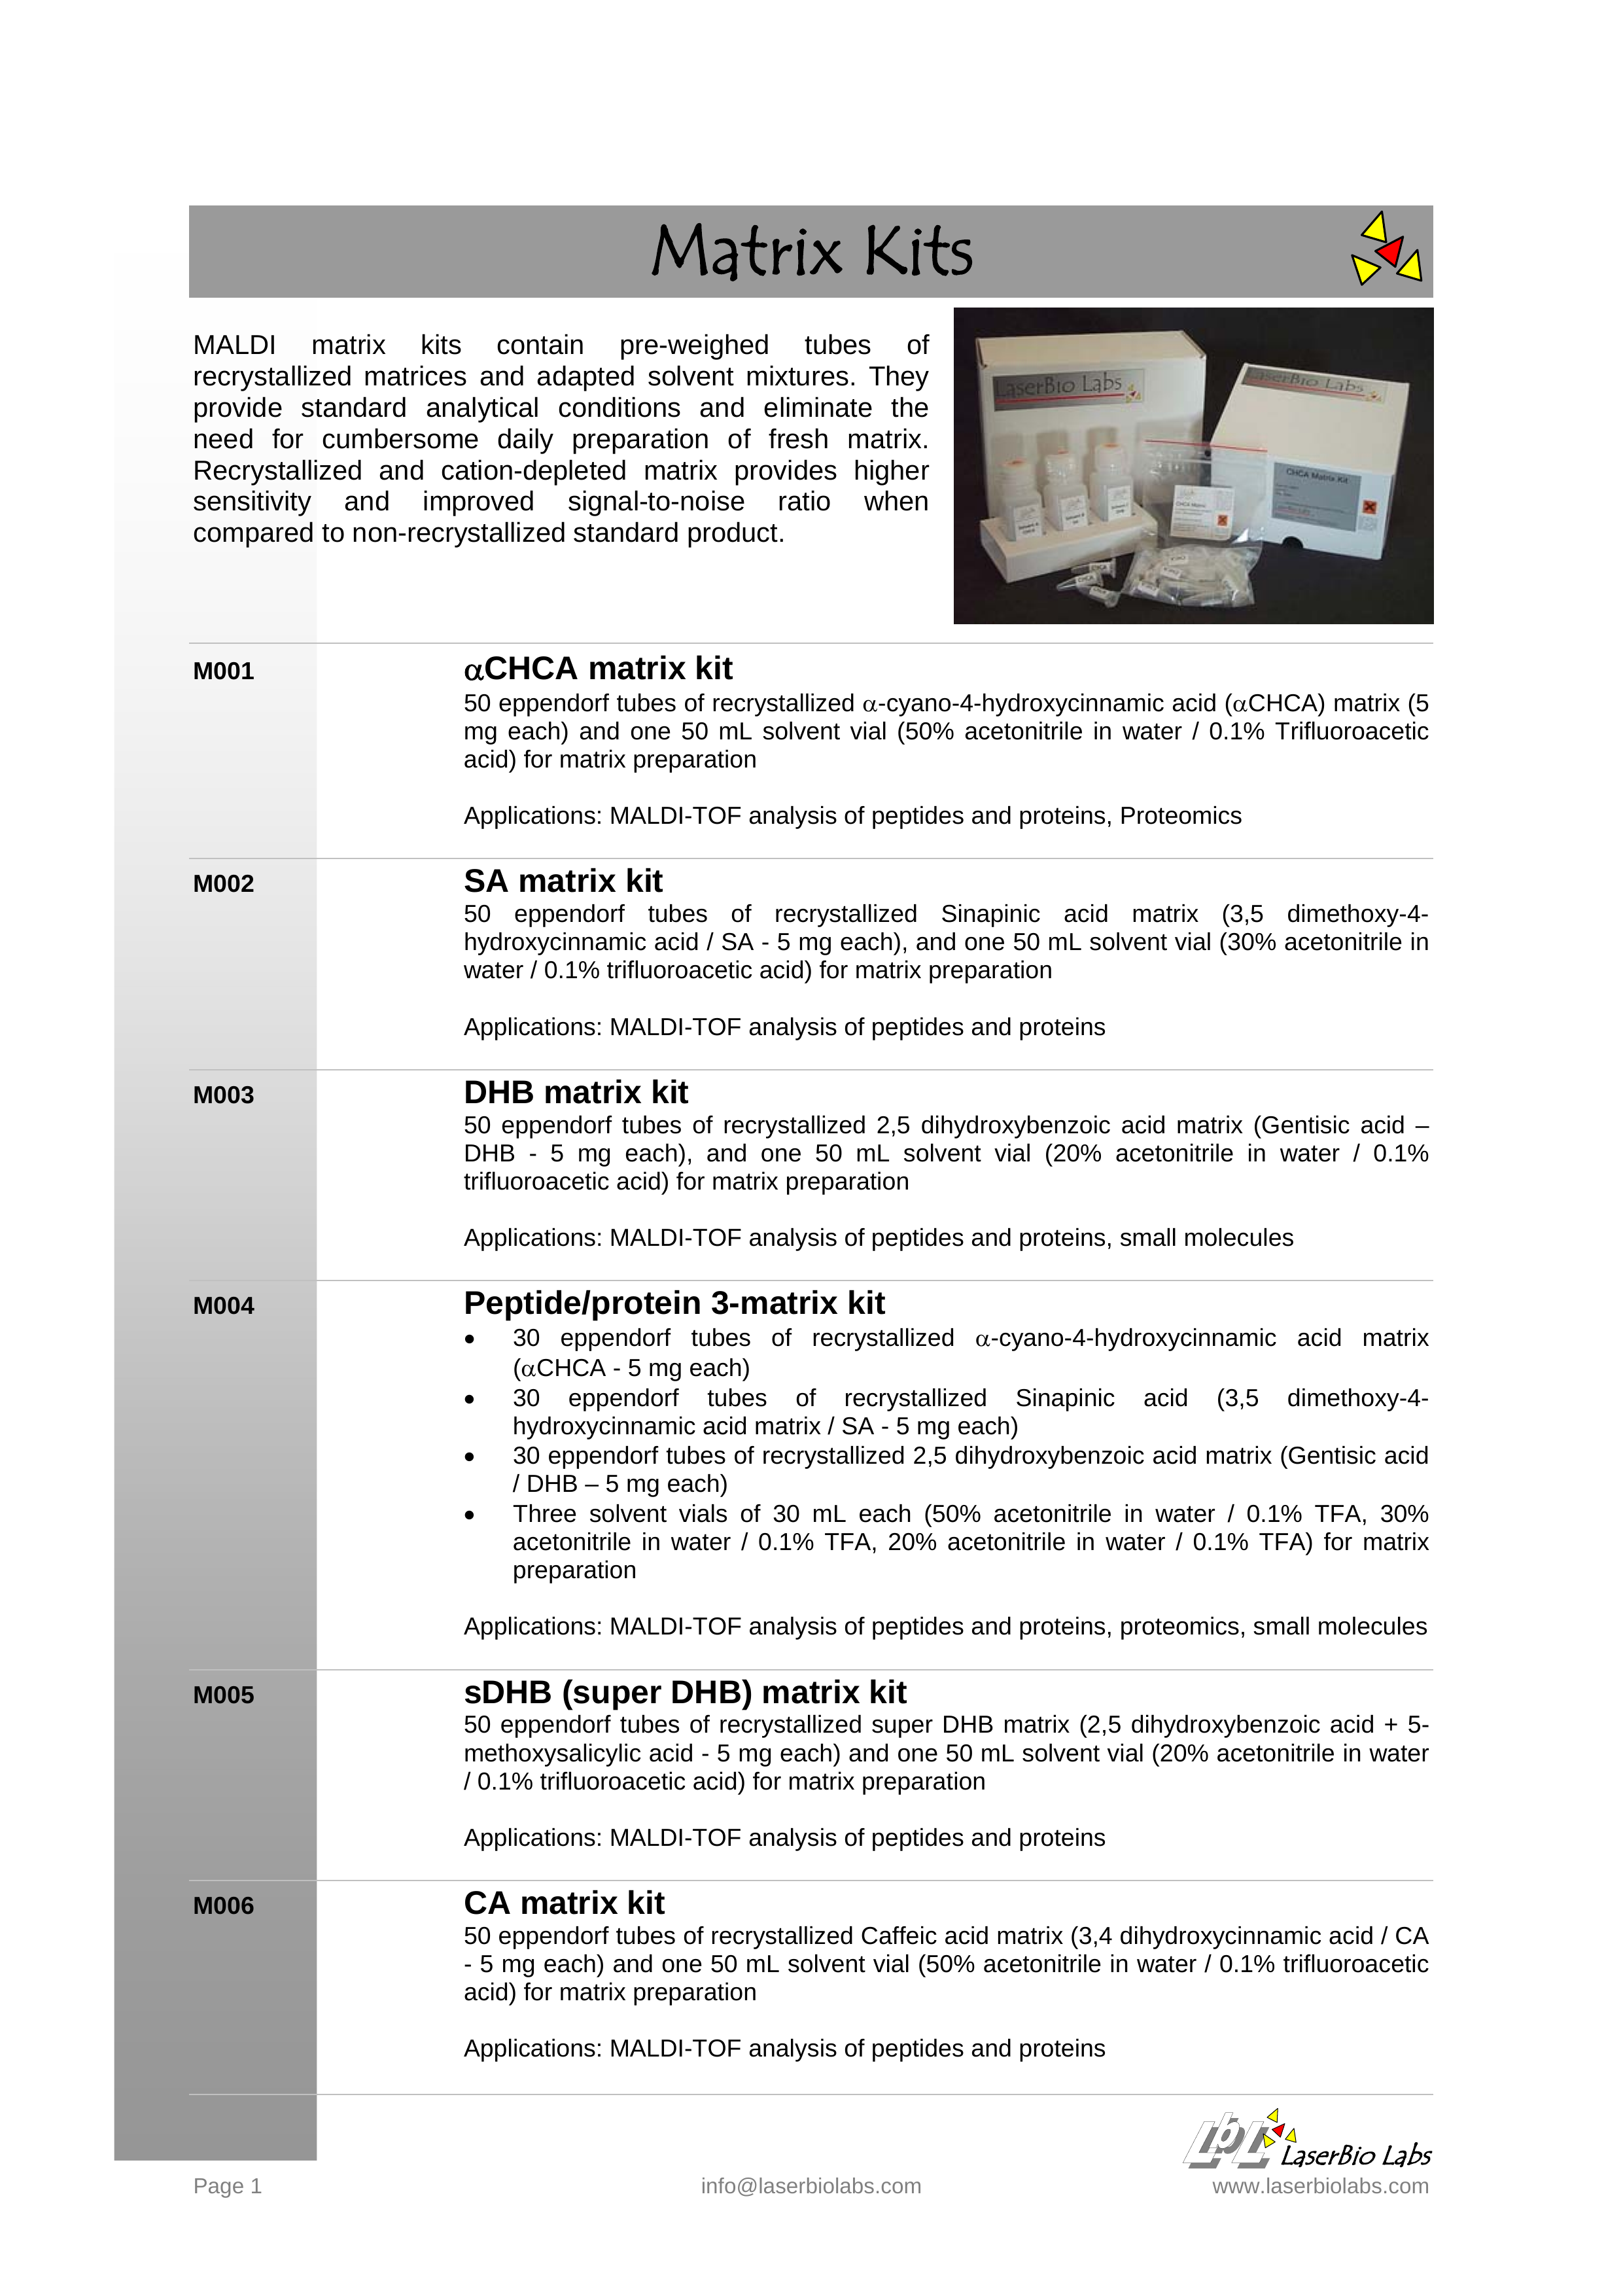 Matrix Kits
MALDI matrix kits contain pre-weighed tubes of
recrystallized matrices and adapted solvent mixtures. They
provide standard analytical conditions and eliminate the
need for cumbersome daily preparation of fresh matrix.
Recrystallized and cation-depleted matrix provides higher
sensitivity and improved signal-to-noise ratio when
compared to non-recrystallized standard product.
LaserBio Labs
LaserBio Labs
CHCA Matrix Kit
M001
αCHCA matrix kit
50 eppendorf tubes of recrystallized α-cyano-4-hydroxycinnamic acid (αCHCA) matrix (5
mg each) and one 50 mL solvent vial (50% acetonitrile in water / 0.1% Trifluoroacetic
acid) for matrix preparation
Applications: MALDI-TOF analysis of peptides and proteins, Proteomics
M002
SA matrix kit
50 eppendorf tubes of recrystallized Sinapinic acid matrix (3,5 dimethoxy-4-
hydroxycinnamic acid / SA - 5 mg each), and one 50 mL solvent vial (30% acetonitrile in
water / 0.1% trifluoroacetic acid) for matrix preparation
Applications: MALDI-TOF analysis of peptides and proteins
M003
DHB matrix kit
50 eppendorf tubes of recrystallized 2,5 dihydroxybenzoic acid matrix (Gentisic acid –
DHB - 5 mg each), and one 50 mL solvent vial (20% acetonitrile in water / 0.1%
trifluoroacetic acid) for matrix preparation
Applications: MALDI-TOF analysis of peptides and proteins, small molecules
M004
Peptide/protein 3-matrix kit
• 30 eppendorf tubes of recrystallized α-cyano-4-hydroxycinnamic acid matrix
(αCHCA - 5 mg each)
• 30 eppendorf tubes of recrystallized Sinapinic acid (3,5 dimethoxy-4-
hydroxycinnamic acid matrix / SA - 5 mg each)
• 30 eppendorf tubes of recrystallized 2,5 dihydroxybenzoic acid matrix (Gentisic acid
/ DHB – 5 mg each)
• Three solvent vials of 30 mL each (50% acetonitrile in water / 0.1% TFA, 30%
acetonitrile in water / 0.1% TFA, 20% acetonitrile in water / 0.1% TFA) for matrix
preparation
Applications: MALDI-TOF analysis of peptides and proteins, proteomics, small molecules
M005
sDHB (super DHB) matrix kit
50 eppendorf tubes of recrystallized super DHB matrix (2,5 dihydroxybenzoic acid + 5-
methoxysalicylic acid - 5 mg each) and one 50 mL solvent vial (20% acetonitrile in water
/ 0.1% trifluoroacetic acid) for matrix preparation
Applications: MALDI-TOF analysis of peptides and proteins
M006
CA matrix kit
50 eppendorf tubes of recrystallized Caffeic acid matrix (3,4 dihydroxycinnamic acid / CA
- 5 mg each) and one 50 mL solvent vial (50% acetonitrile in water / 0.1% trifluoroacetic
acid) for matrix preparation
Applications: MALDI-TOF analysis of peptides and proteins
LbL LaserBio Labs
Page 1 info@laserbiolabs.com www.laserbiolabs.com